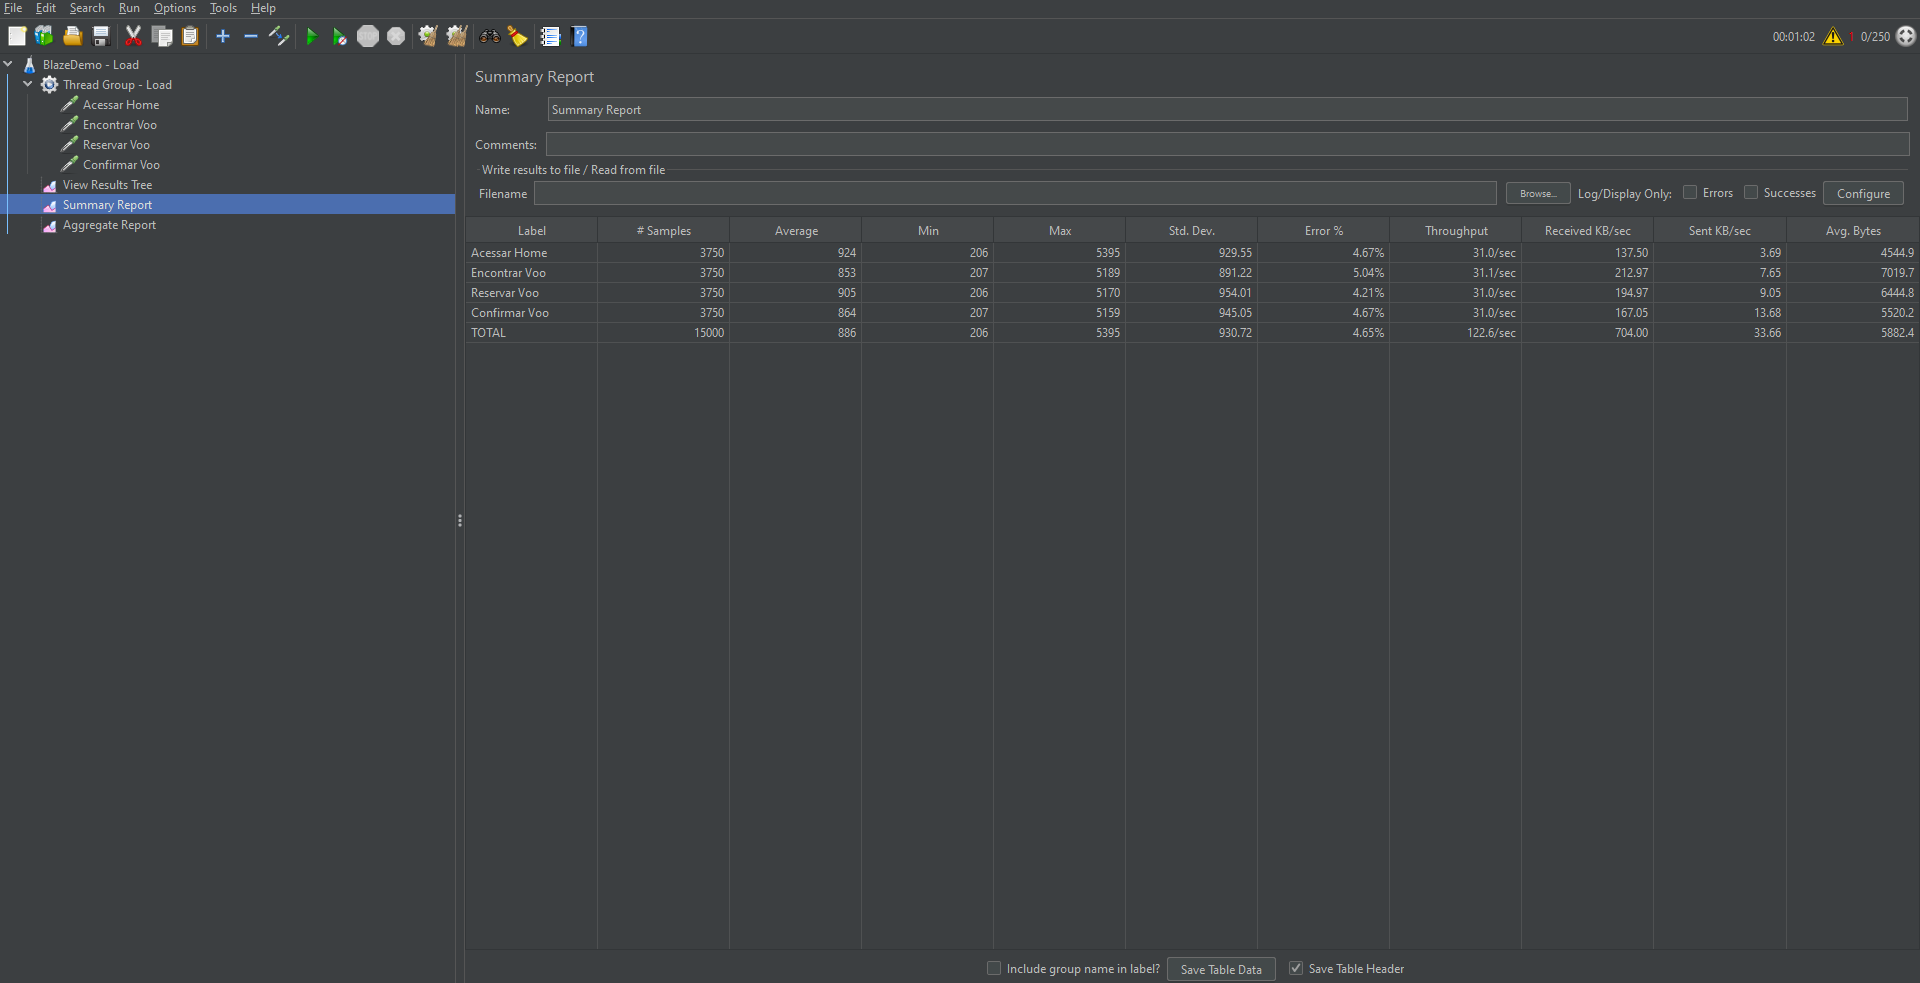 File Edit Search Run Options Tools Help
00:01:02 1 0/250
BlazeDemo - Load
Thread Group - Load
Acessar Home
Encontrar Voo
Reservar Voo
Confirmar Voo
View Results Tree
Summary Report
Aggregate Report
Summary Report
Name: Summary Report
Comments:
Write results to file / Read from file
Filename Browse... Log/Display Only: Errors Successes Configure
Label # Samples Average Min Max Std. Dev. Error % Throughput Received KB/sec Sent KB/sec Avg. Bytes
Acessar Home 3750 924 206 5395 929.55 4.67% 31.0/sec 137.50 3.69 4544.9
Encontrar Voo 3750 853 207 5189 891.22 5.04% 31.1/sec 212.97 7.65 7019.7
Reservar Voo 3750 905 206 5170 954.01 4.21% 31.0/sec 194.97 9.05 6444.8
Confirmar Voo 3750 864 207 5159 945.05 4.67% 31.0/sec 167.05 13.68 5520.2
TOTAL 15000 886 206 5395 930.72 4.65% 122.6/sec 704.00 33.66 5882.4
Include group name in label? Save Table Data Save Table Header